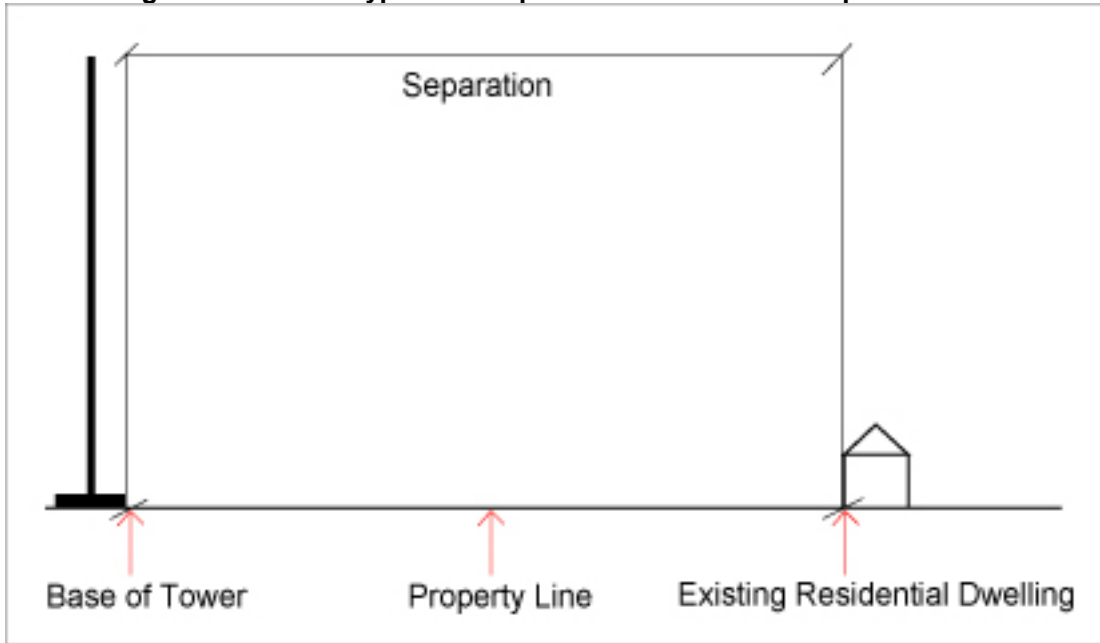 Separation
Base of Tower
Property Line
Existing Residential Dwelling